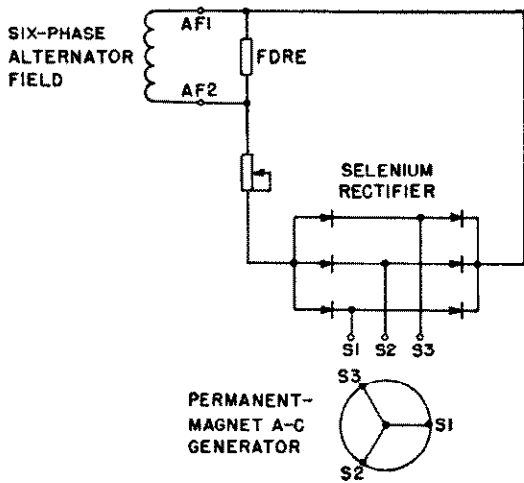 SIX-PHASE
ALTERNATOR
FIELD
AF1
FDRE
AF2
SELENIUM
RECTIFIER
S1 S2 S3
PERMANENT-
MAGNET A-C
GENERATOR
S3
S1
S2